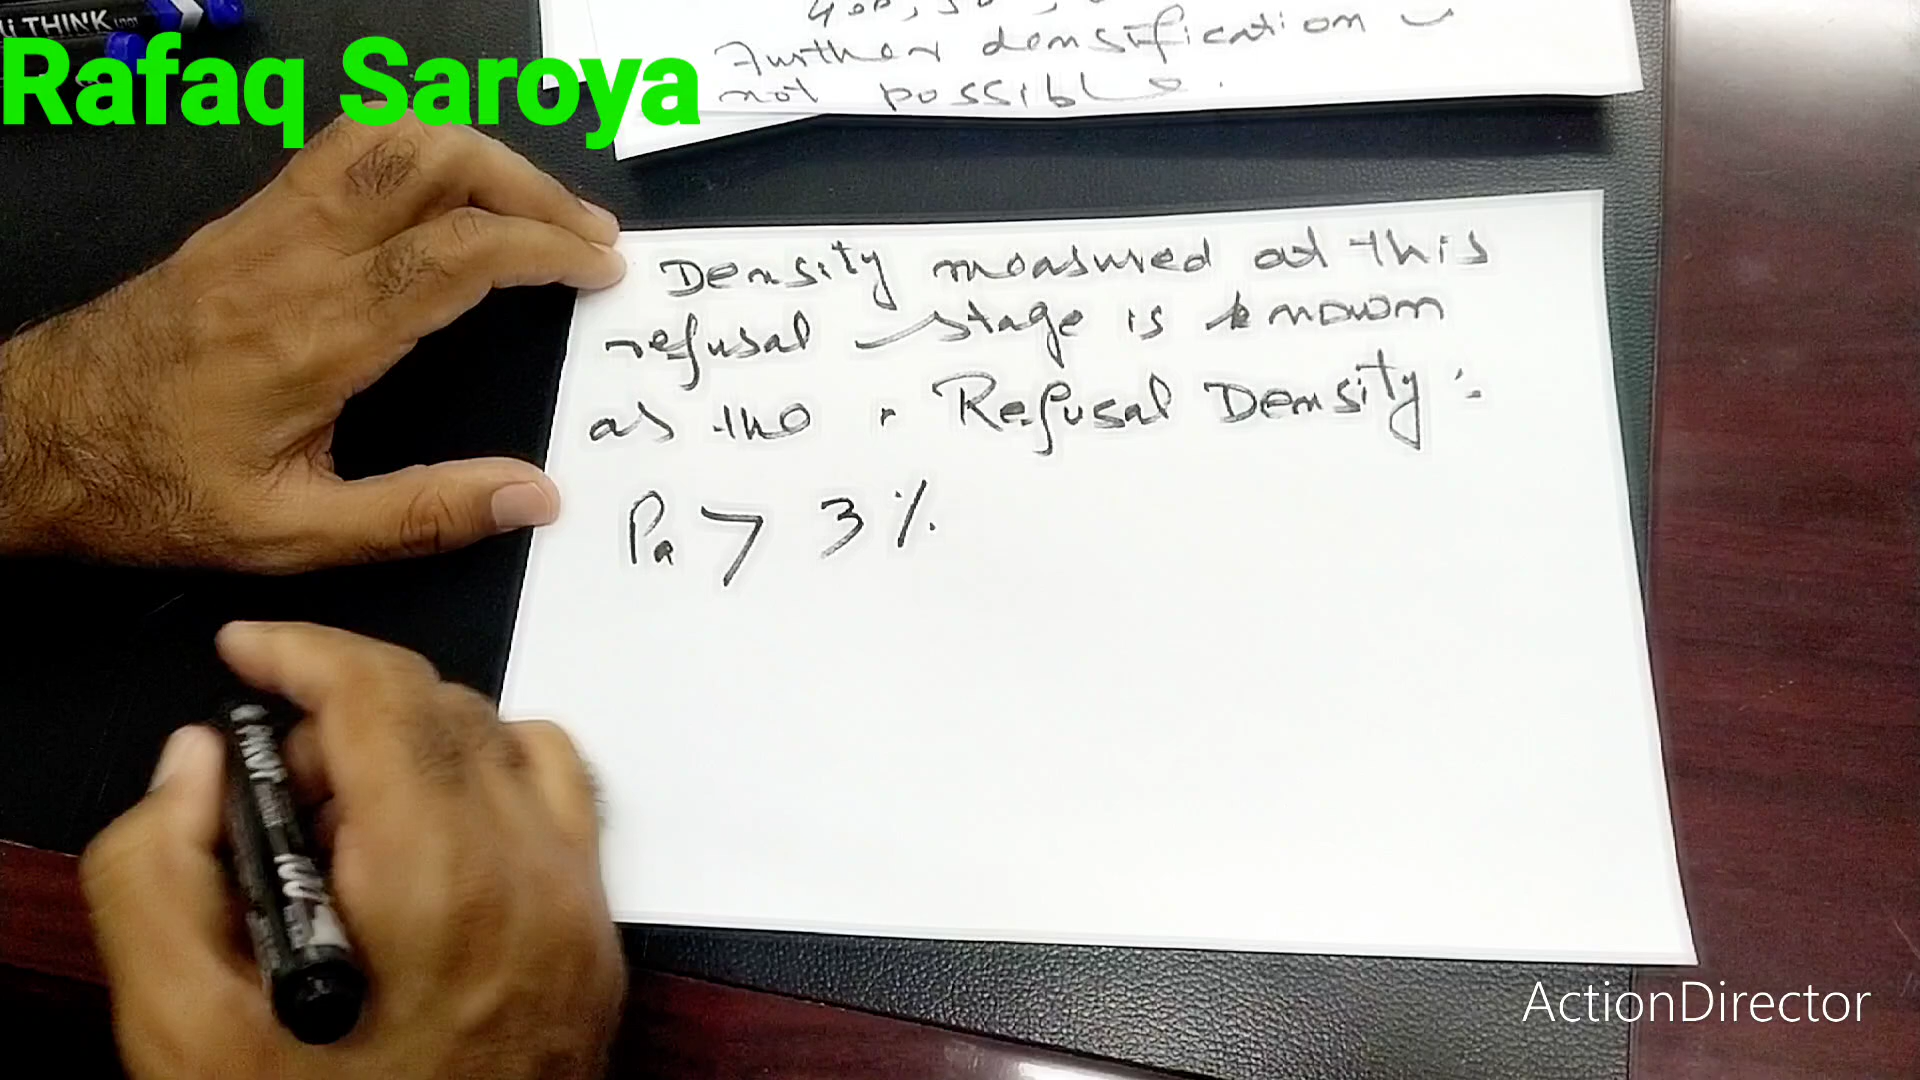 i THINK
Rafaq Saroya
Further densification
not possible.
Density measured at this
refusal stage is known
as the " Refusal Density "
Pa > 3 %
ActionDirector